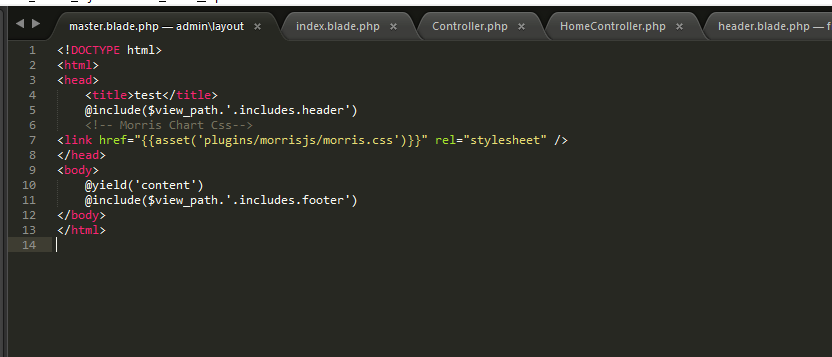 master.blade.php — admin\layout × index.blade.php × Controller.php × HomeController.php × header.blade.php — f
1 <!DOCTYPE html>
2 <html>
3 <head>
4 <title>test</title>
5 @include($view_path.'.includes.header')
6 <!-- Morris Chart Css-->
7 <link href="{{asset('plugins/morrisjs/morris.css')}}" rel="stylesheet" />
8 </head>
9 <body>
10 @yield('content')
11 @include($view_path.'.includes.footer')
12 </body>
13 </html>
14